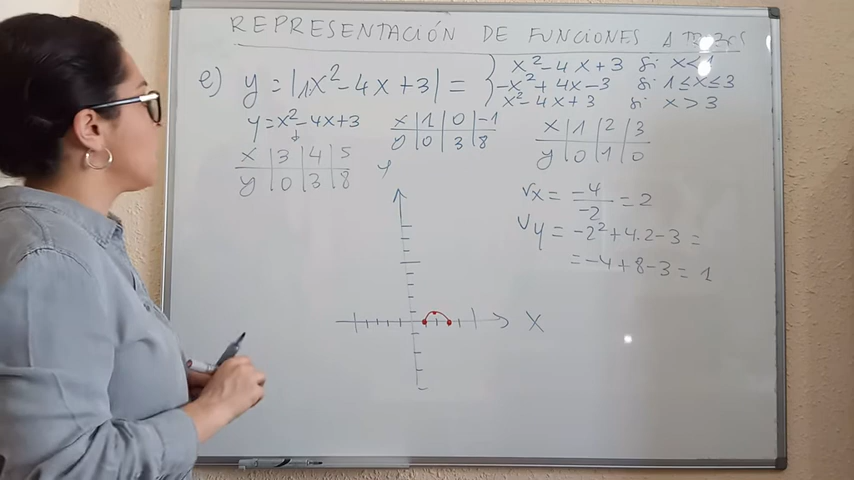 REPRESENTACIÓN DE FUNCIONES A TROZOS
e) y = |1x² - 4x + 3| = { x² - 4x + 3 si x < 1
-x² + 4x - 3 si 1 ≤ x ≤ 3
x² - 4x + 3 si x > 3
y = x² - 4x + 3
x | 3 | 4 | 5
y | 0 | 3 | 8
x | 1 | 0 | -1
y | 0 | 3 | 8
x | 1 | 2 | 3
y | 0 | 1 | 0
Vx = -4/-2 = 2
Vy = -2² + 4·2 - 3 =
= -4 + 8 - 3 = 1
y
X